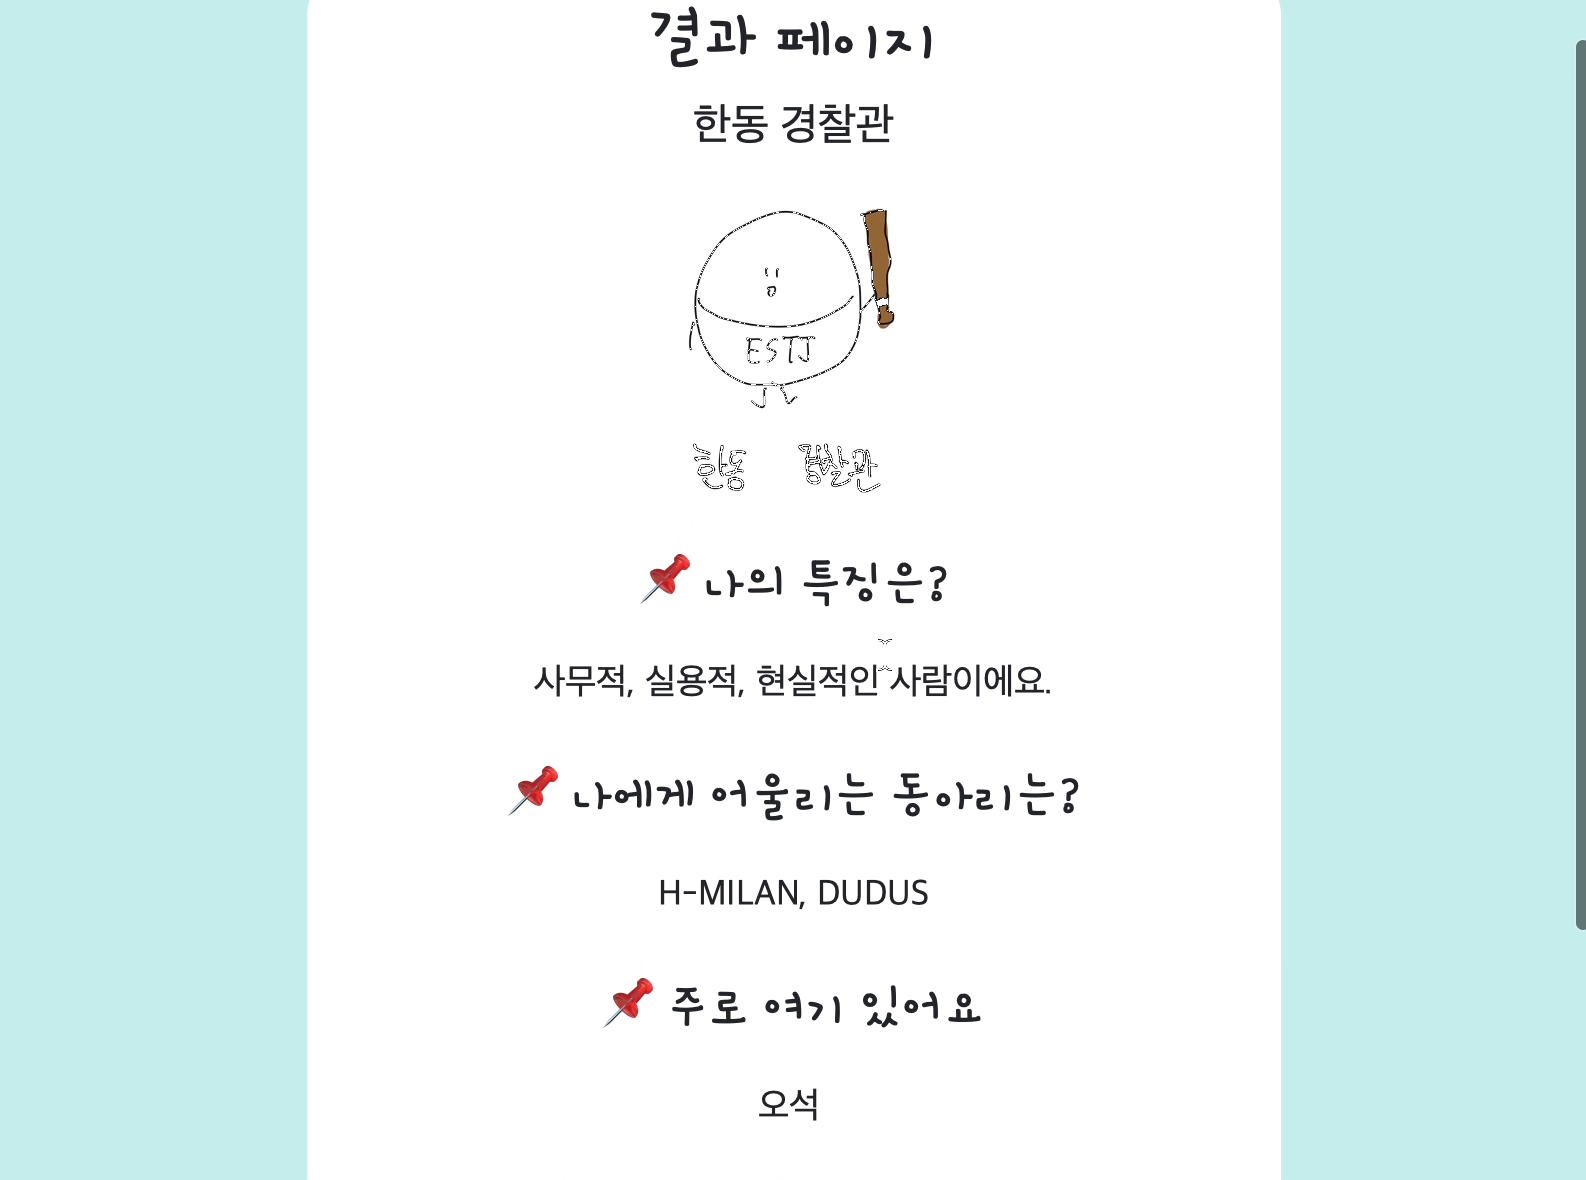 결과 페이지
한동 경찰관
ESTJ
한동 경찰관
나의 특징은?
사무적, 실용적, 현실적인 사람이에요.
나에게 어울리는 동아리는?
H-MILAN, DUDUS
주로 여기 있어요
오석